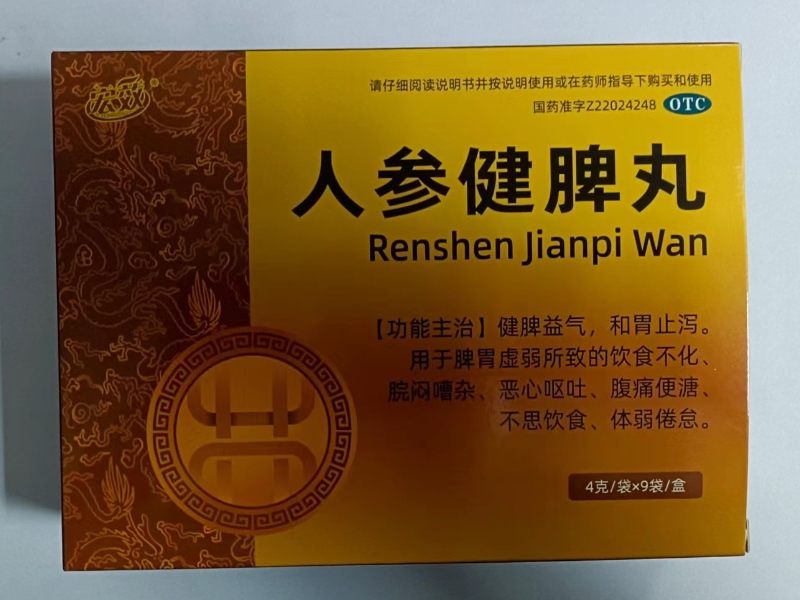 请仔细阅读说明书并按说明使用或在药师指导下购买和使用
国药准字Z22024248 OTC
人参健脾丸
Renshen Jianpi Wan
【功能主治】健脾益气，和胃止泻。
用于脾胃虚弱所致的饮食不化、
脘闷嘈杂、恶心呕吐、腹痛便溏、
不思饮食、体弱倦怠。
4克/袋×9袋/盒